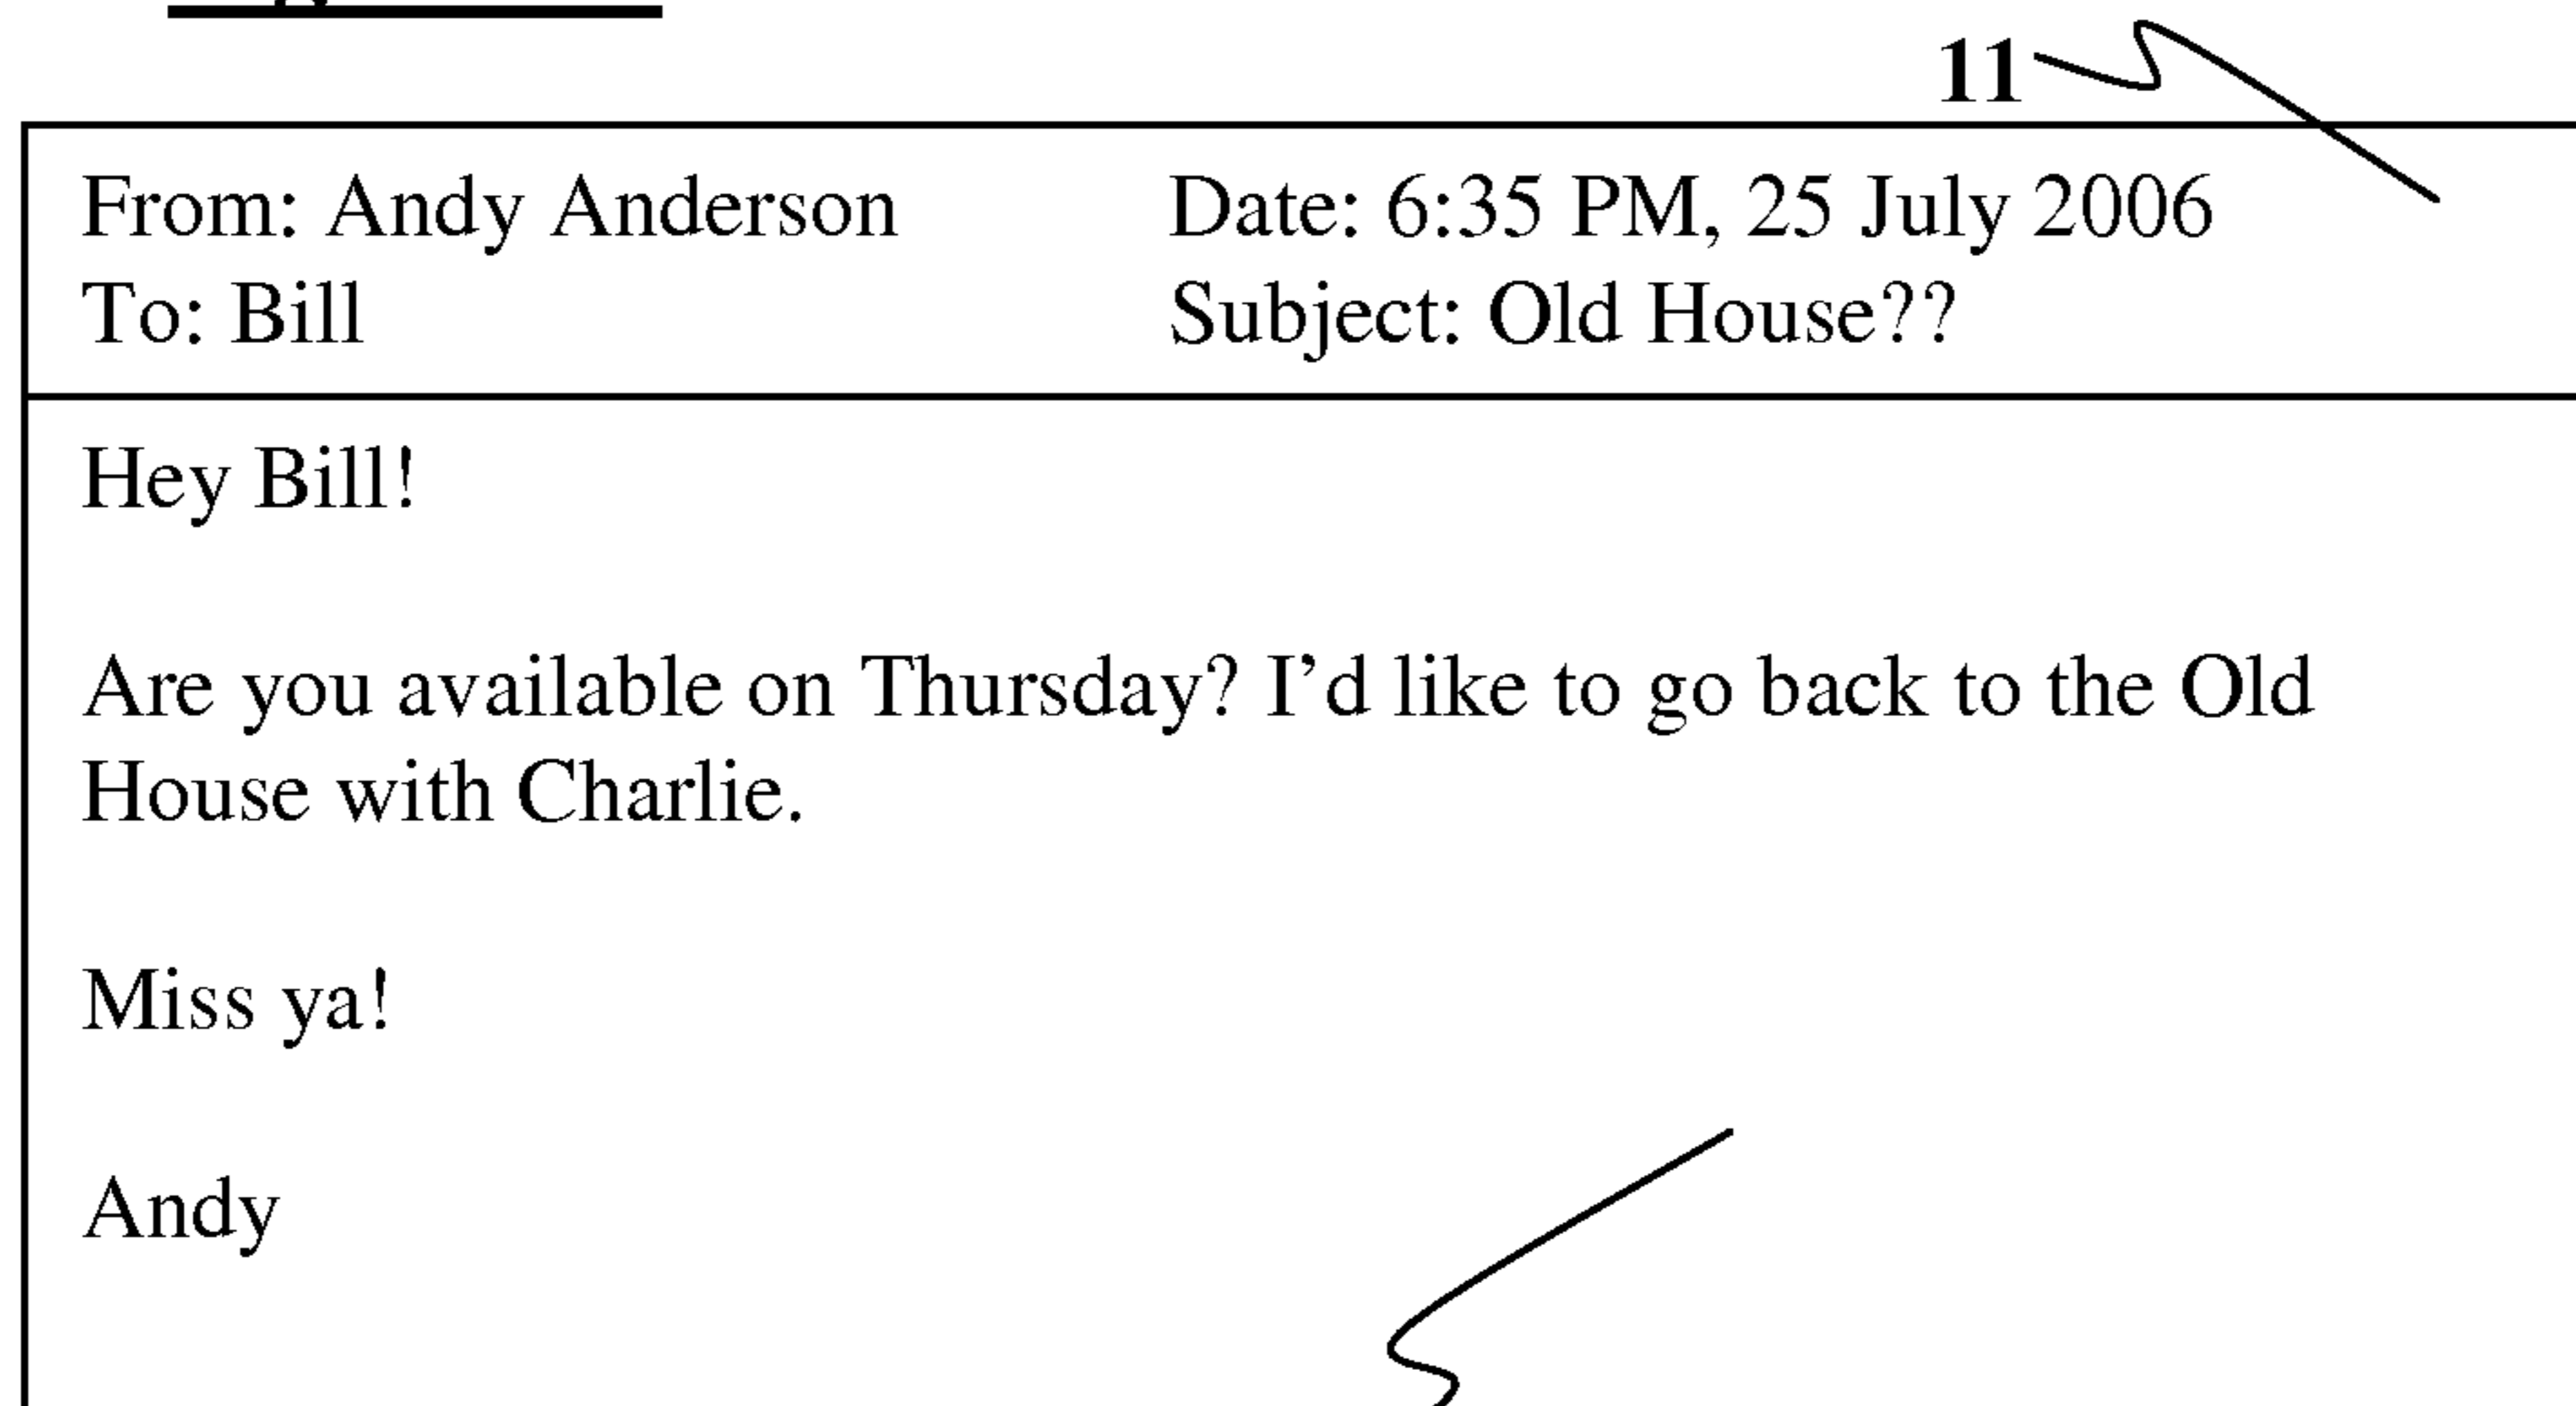 11
From: Andy Anderson Date: 6:35 PM, 25 July 2006
To: Bill Subject: Old House??
Hey Bill!
Are you available on Thursday? I’d like to go back to the Old
House with Charlie.
Miss ya!
Andy